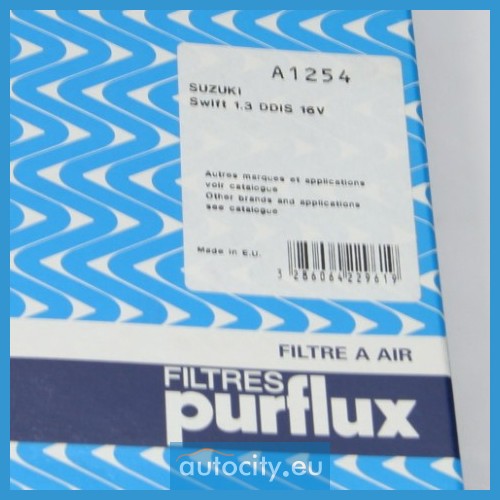 A1254
SUZUKI
Swift 1.3 DDIS 16V
Autres marques et applications
voir catalogue
Other brands and applications
see catalogue
Made in E.U.
3 286064 229619
FILTRE A AIR
FILTRES
purflux
autocity.eu